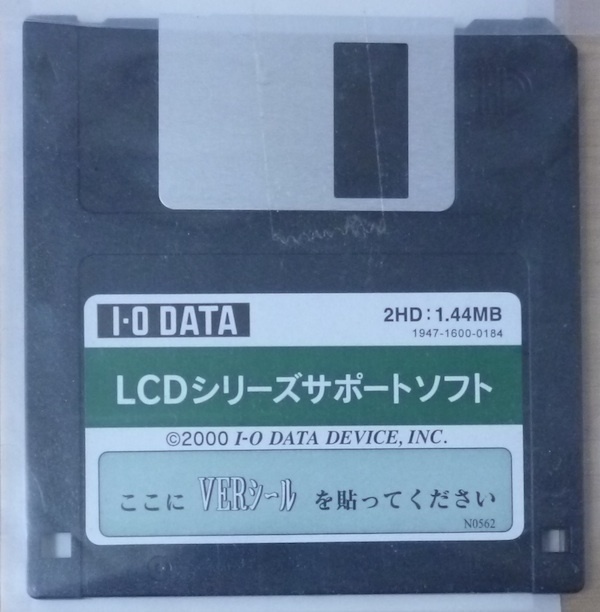 I-O DATA
2HD:1.44MB
1947-1600-0184
LCDシリーズサポートソフト
©2000 I-O DATA DEVICE, INC.
ここに VERシール を貼ってください
N0562